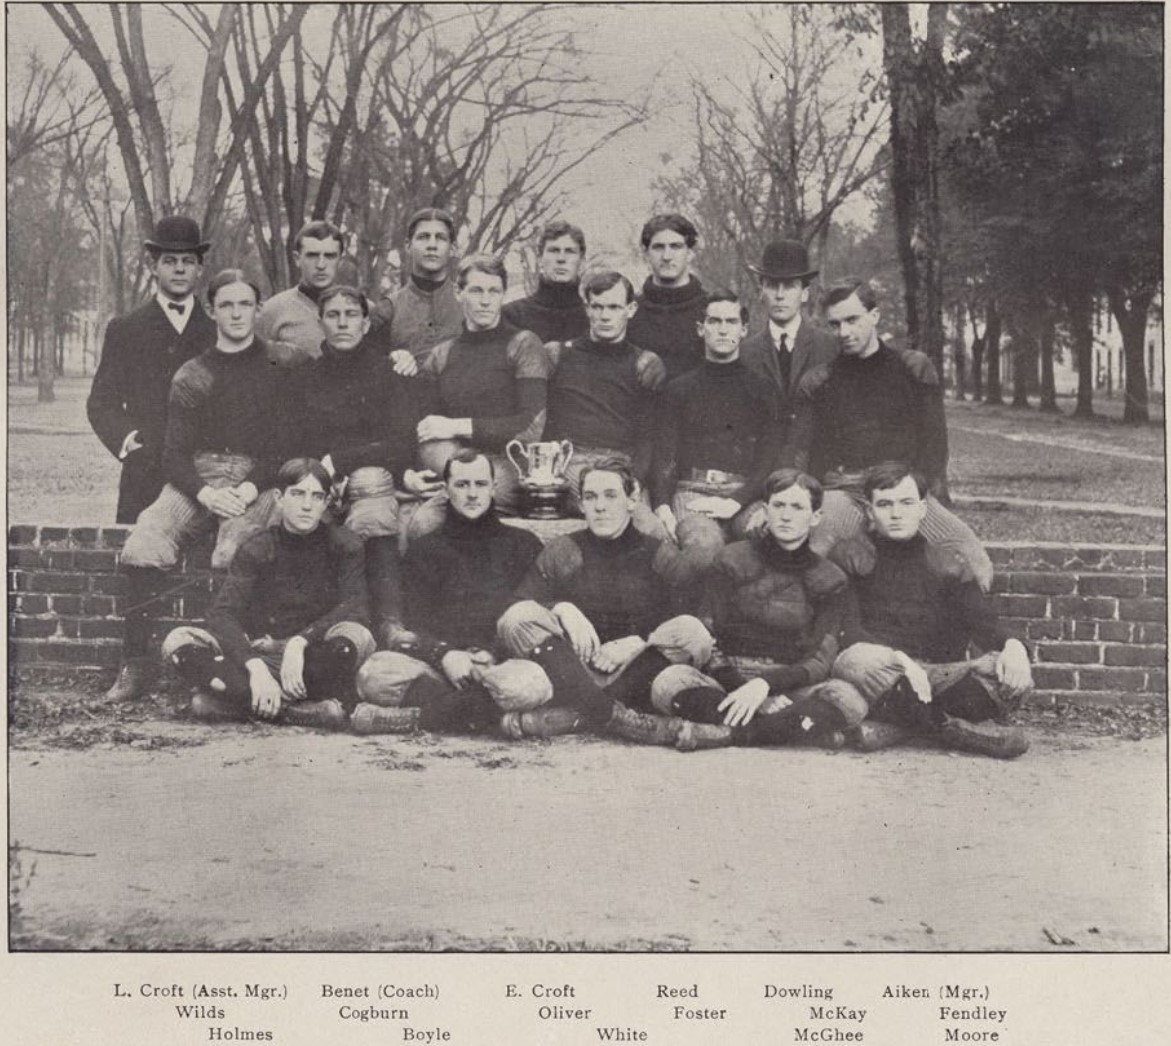 L. Croft (Asst. Mgr.) Benet (Coach) E. Croft Reed Dowling Aiken (Mgr.)
Wilds Cogburn Oliver Foster McKay Fendley
Holmes Boyle White McGhee Moore